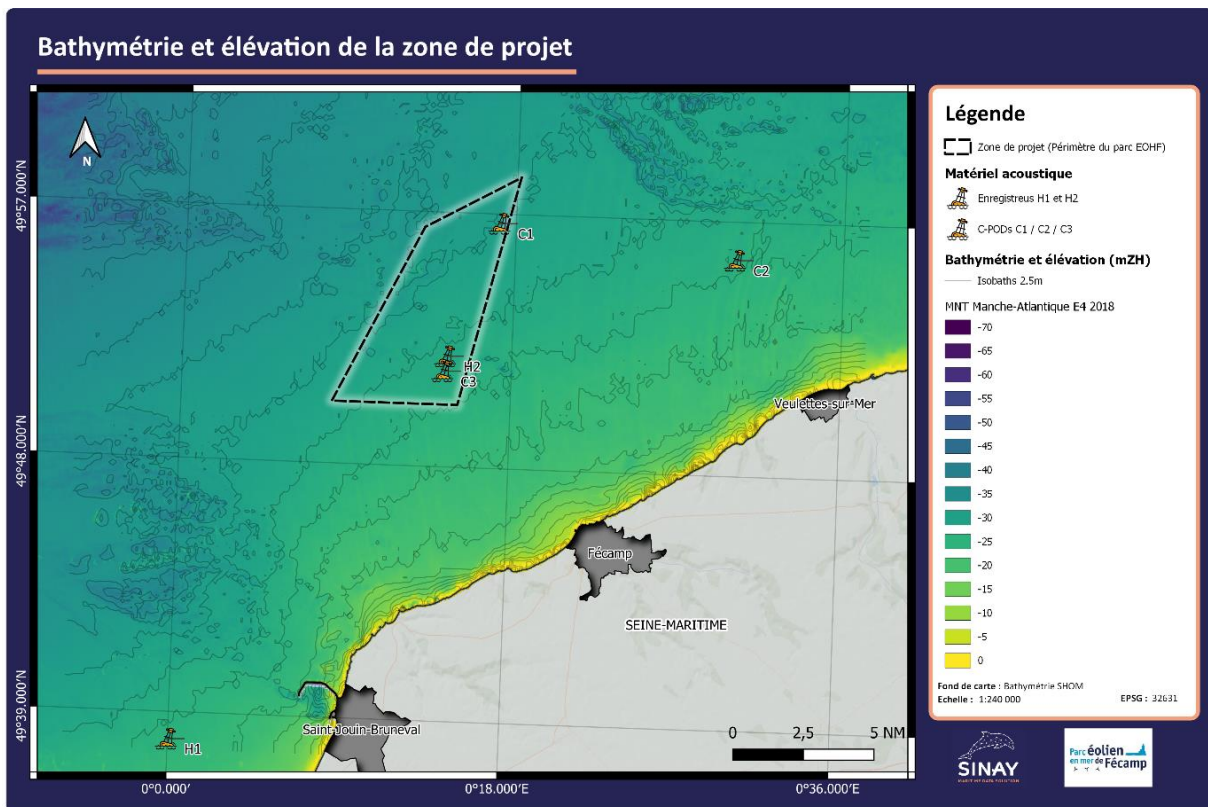 Bathymétrie et élévation de la zone de projet
N
49°57.000'N
49°48.000'N
49°39.000'N
C1
C2
H2
C3
H1
Veulettes-sur-Mer
Fécamp
SEINE-MARITIME
Saint-Jouin-Bruneval
0 2,5 5 NM
0°0.000' 0°18.000'E 0°36.000'E
Légende
Zone de projet (Périmètre du parc EOHF)
Matériel acoustique
Enregistreus H1 et H2
C-PODs C1 / C2 / C3
Bathymétrie et élévation (mZH)
Isobaths 2.5m
MNT Manche-Atlantique E4 2018
-70
-65
-60
-55
-50
-45
-40
-35
-30
-25
-20
-15
-10
-5
0
Fond de carte : Bathymétrie SHOM
Echelle : 1:240 000
EPSG : 32631
SINAY
Parc éolien
en mer de Fécamp